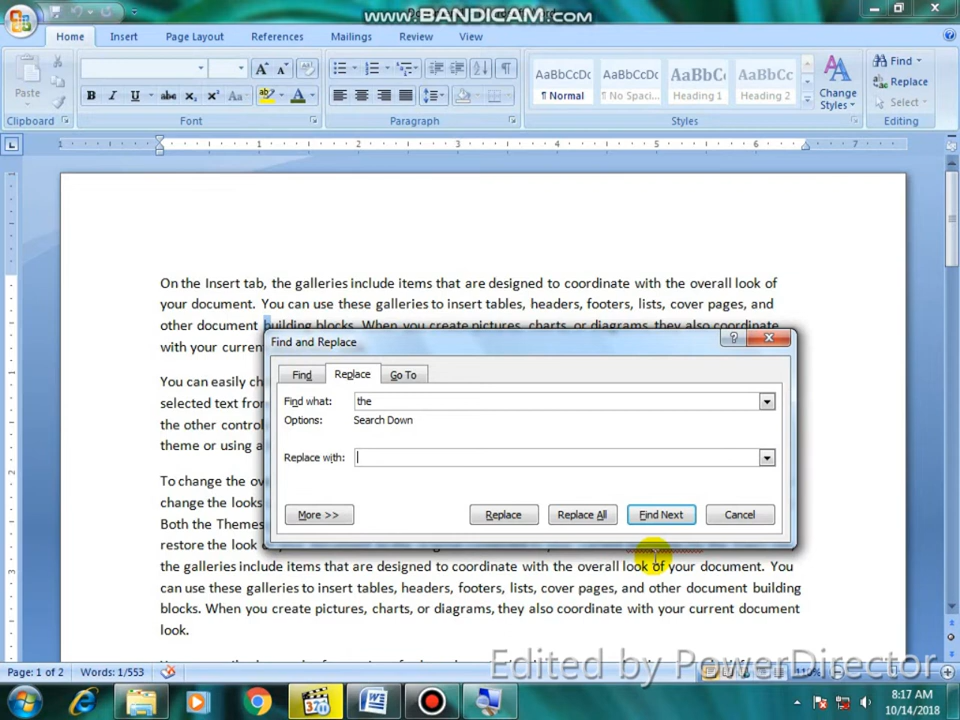 www.BANDICAM.com
Home Insert Page Layout References Mailings Review View
Paste
B I U abc x₂ x² Aa
AaBbCcDc AaBbCcDc AaBbC AaBbCc
¶ Normal ¶ No Spaci... Heading 1 Heading 2
Change Styles
Find
Replace
Select
Clipboard Font Paragraph Styles Editing
On the Insert tab, the galleries include items that are designed to coordinate with the overall look of
your document. You can use these galleries to insert tables, headers, footers, lists, cover pages, and
other document building blocks. When you create pictures, charts, or diagrams, they also coordinate
with your current
You can easily ch
selected text from
the other control
theme or using a
To change the ov
change the looks
Both the Themes
restore the look
Find and Replace
Find Replace Go To
Find what: the
Options: Search Down
Replace with:
More >> Replace Replace All Find Next Cancel
the galleries include items that are designed to coordinate with the overall look of your document. You
can use these galleries to insert tables, headers, footers, lists, cover pages, and other document building
blocks. When you create pictures, charts, or diagrams, they also coordinate with your current document
look.
Page: 1 of 2 Words: 1/553 110%
Edited by PowerDirector
8:17 AM
10/14/2018